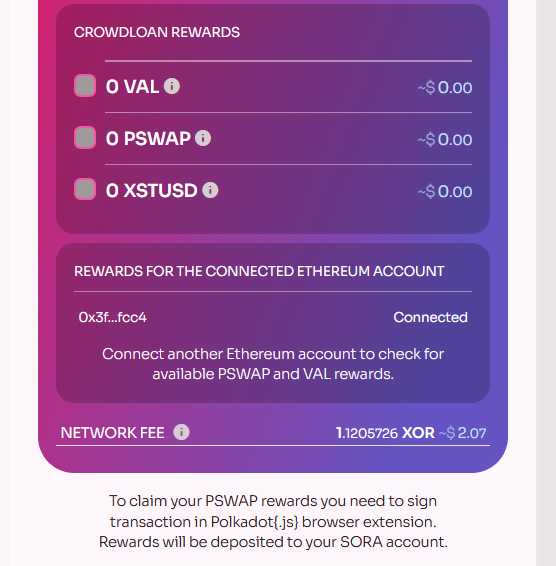 CROWDLOAN REWARDS
0 VAL i ~$ 0.00
0 PSWAP i ~$ 0.00
0 XSTUSD i ~$ 0.00
REWARDS FOR THE CONNECTED ETHEREUM ACCOUNT
0x3f...fcc4 Connected
Connect another Ethereum account to check for
available PSWAP and VAL rewards.
NETWORK FEE i 1.1205726 XOR ~$ 2.07
To claim your PSWAP rewards you need to sign
transaction in Polkadot{.js} browser extension.
Rewards will be deposited to your SORA account.